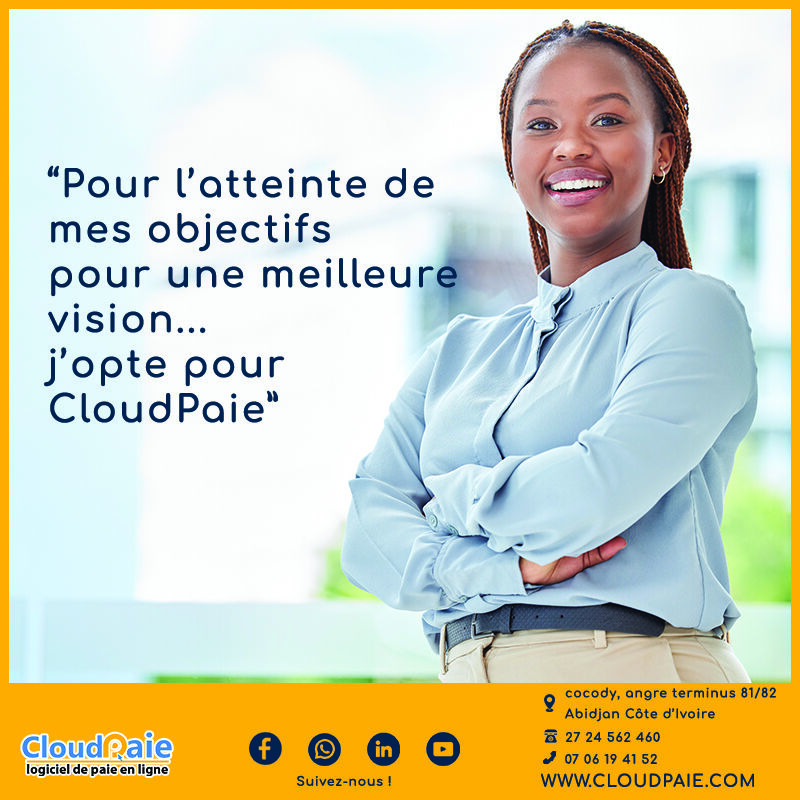 “Pour l’atteinte de
mes objectifs
pour une meilleure
vision...
j’opte pour
CloudPaie”
CloudPaie
logiciel de paie en ligne
Suivez-nous !
cocody, angre terminus 81/82
Abidjan Côte d’Ivoire
27 24 562 460
07 06 19 41 52
WWW.CLOUDPAIE.COM